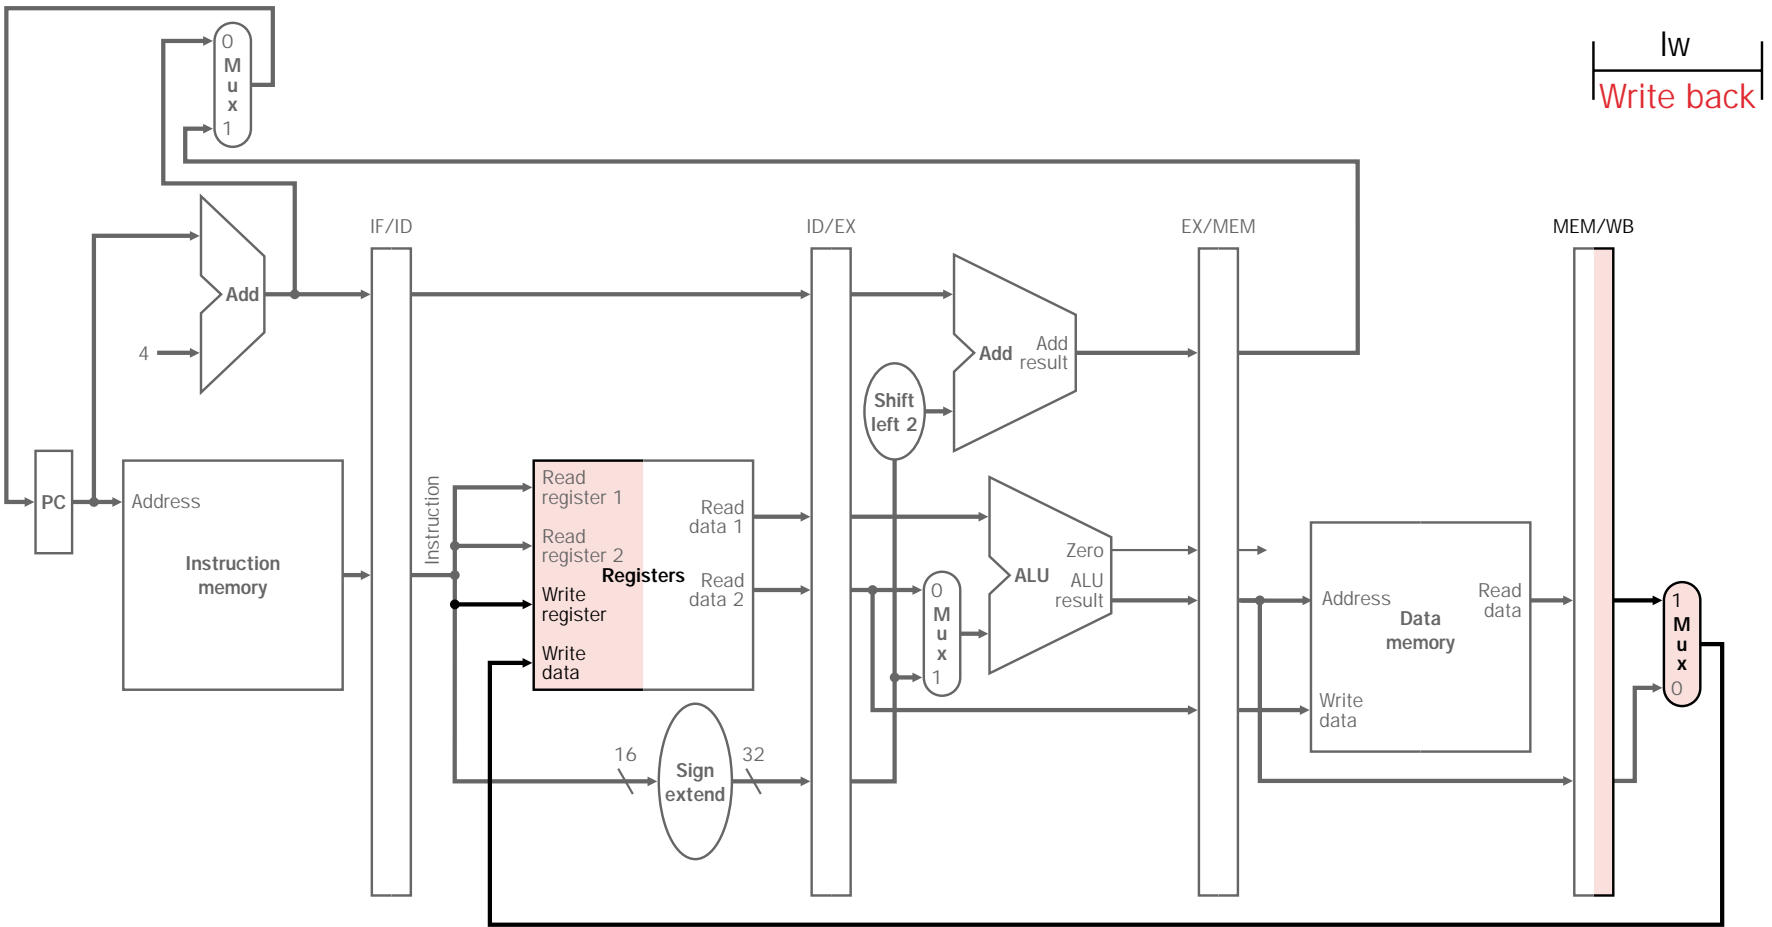 lw
Write back
0
M
u
x
1
IF/ID
ID/EX
EX/MEM
MEM/WB
Add
4
Add
Add
result
Shift
left 2
PC
Address
Instruction
memory
Instruction
Read
register 1
Read
register 2
Write
register
Write
data
Registers
Read
data 1
Read
data 2
0
M
u
x
1
Zero
ALU
ALU
result
Address
Data
memory
Read
data
Write
data
1
M
u
x
0
16
Sign
extend
32